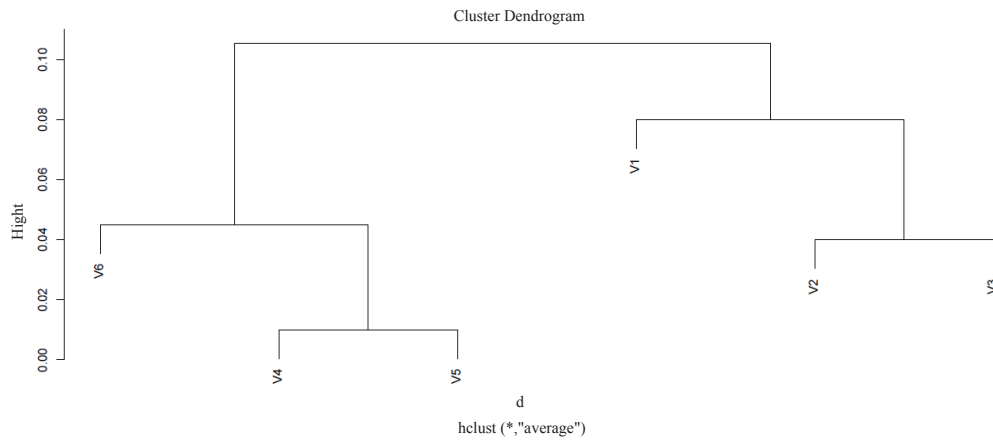 Cluster Dendrogram
Hight
0.10
0.08
0.06
0.04
0.02
0.00
V1
V6
V2
V3
V4
V5
d
hclust (*,"average")